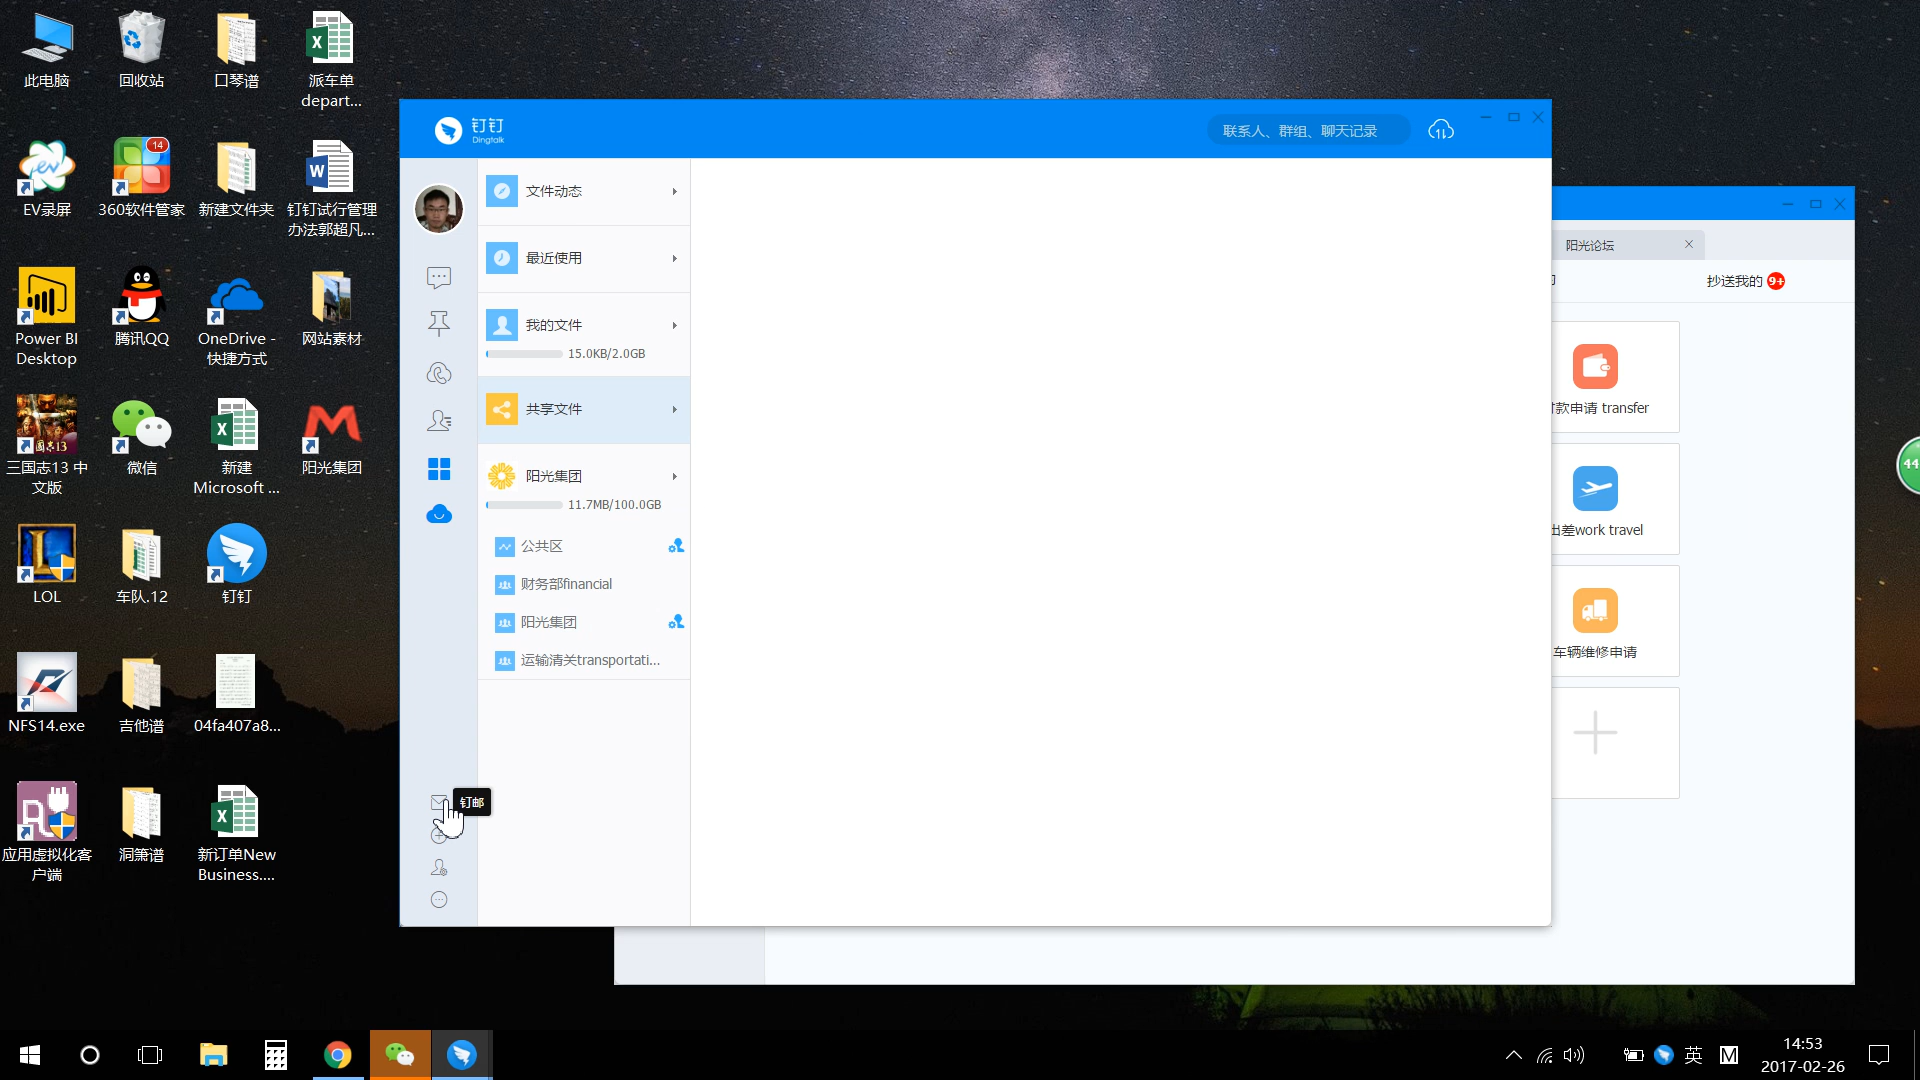 此电脑
回收站
口琴谱
派车单
depart...
EV录屏
14
360软件管家
新建文件夹
钉钉试行管理
办法郭超凡...
Power BI
Desktop
腾讯QQ
OneDrive -
快捷方式
网站素材
三国志13 中
文版
微信
新建
Microsoft ...
阳光集团
LOL
车队.12
钉钉
NFS14.exe
吉他谱
04fa407a8...
应用虚拟化客
户端
洞箫谱
新订单New
Business....
钉钉
Dingtalk
联系人、群组、聊天记录
文件动态
最近使用
我的文件
15.0KB/2.0GB
共享文件
阳光集团
11.7MB/100.0GB
公共区
财务部financial
阳光集团
运输清关transportati...
钉邮
阳光论坛
抄送我的 9+
款申请 transfer
出差work travel
车辆维修申请
44
英
M
14:53
2017-02-26